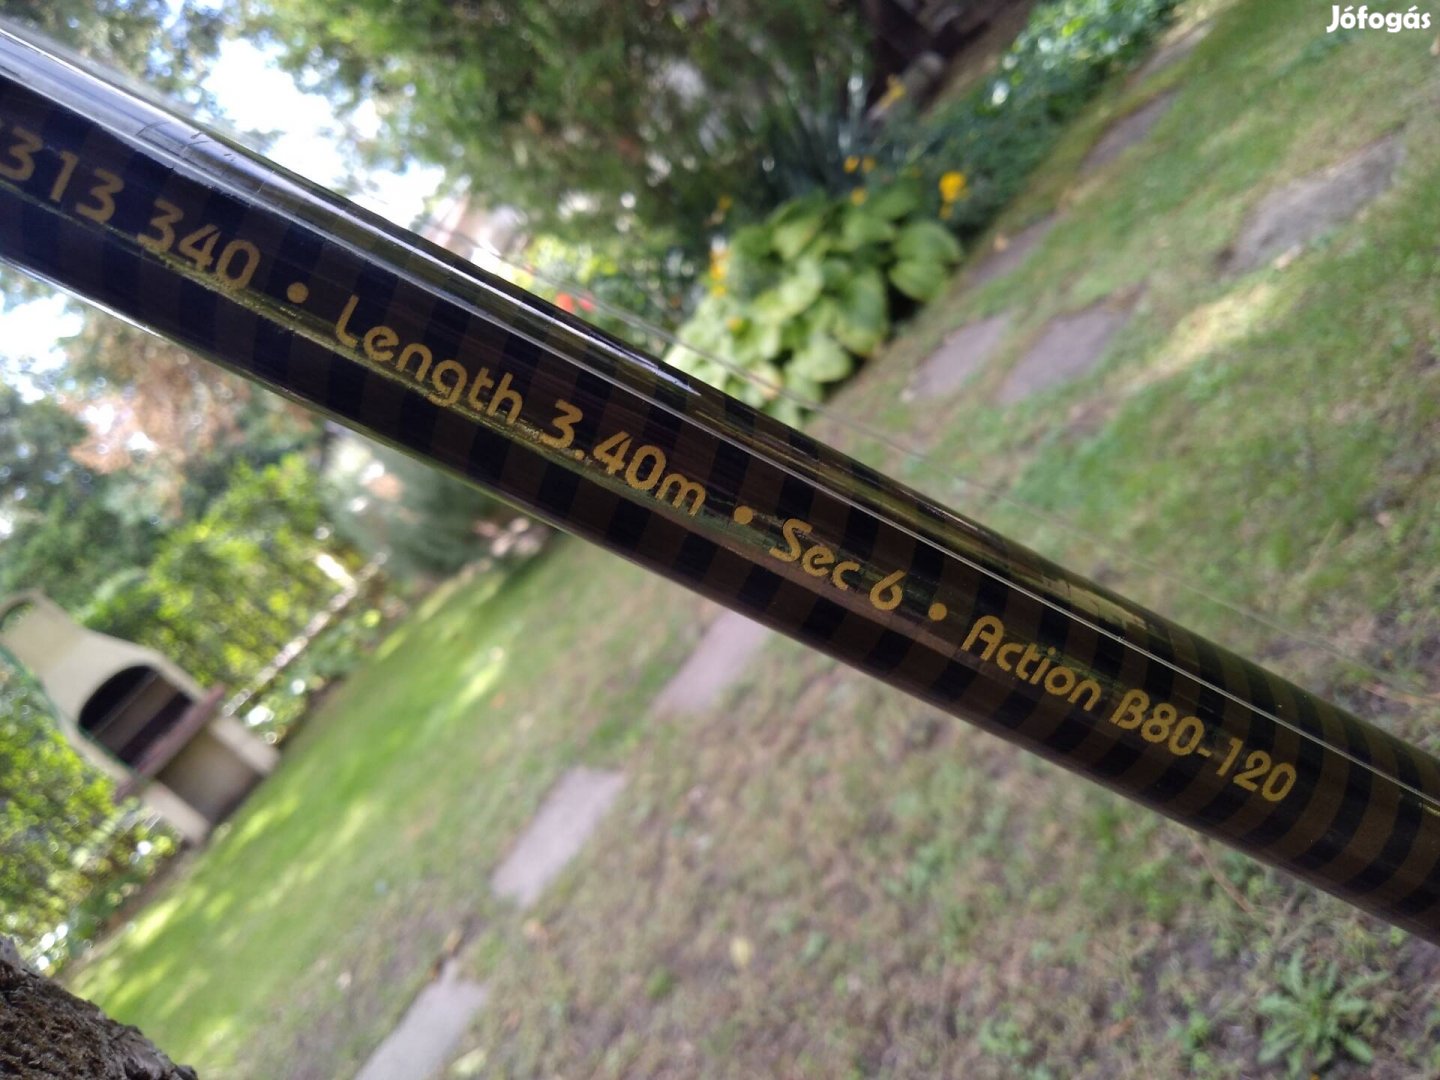 Jófogás
313 340 • Length 3.40m • Sec 6 • Action B80-120